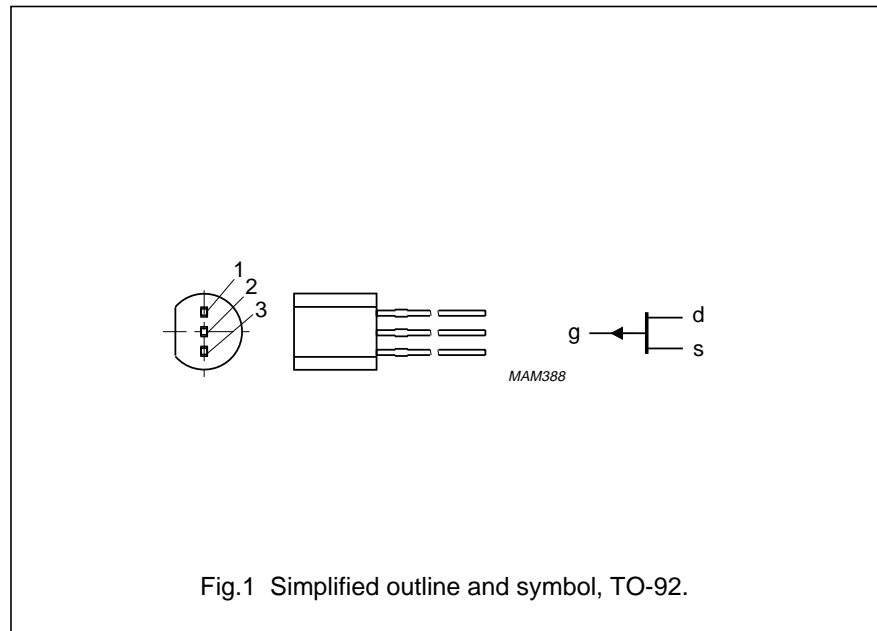 1
2
3
g
d
s
MAM388
Fig.1 Simplified outline and symbol, TO-92.